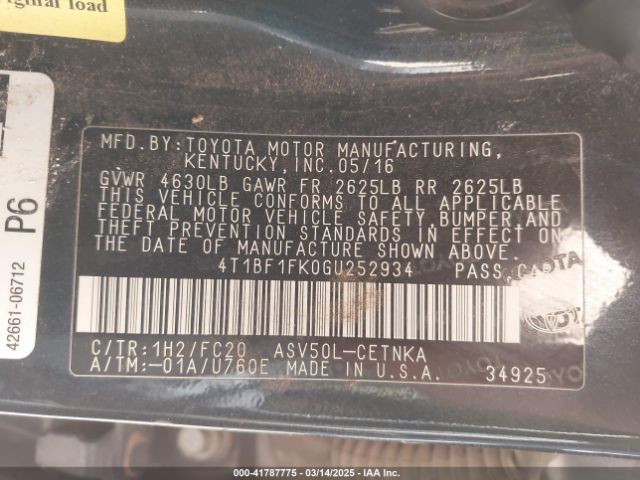 riginal load
P6
42661-06712
MFD.BY:TOYOTA MOTOR MANUFACTURING,
KENTUCKY,INC.05/16
GVWR 4630LB GAWR FR 2625LB RR 2625LB
THIS VEHICLE CONFORMS TO ALL APPLICABLE
FEDERAL MOTOR VEHICLE SAFETY, BUMPER,AND
THEFT PREVENTION STANDARDS IN EFFECT ON
THE DATE OF MANUFACTURE SHOWN ABOVE.
4T1BF1FK0GU252934 PASS.CAR
C/TR:1H2/FC20 ASV50L-CETNKA
A/TM:-01A/U760E MADE IN U.S.A. 34925
000-41787775 — 03/14/2025 — IAA Inc.